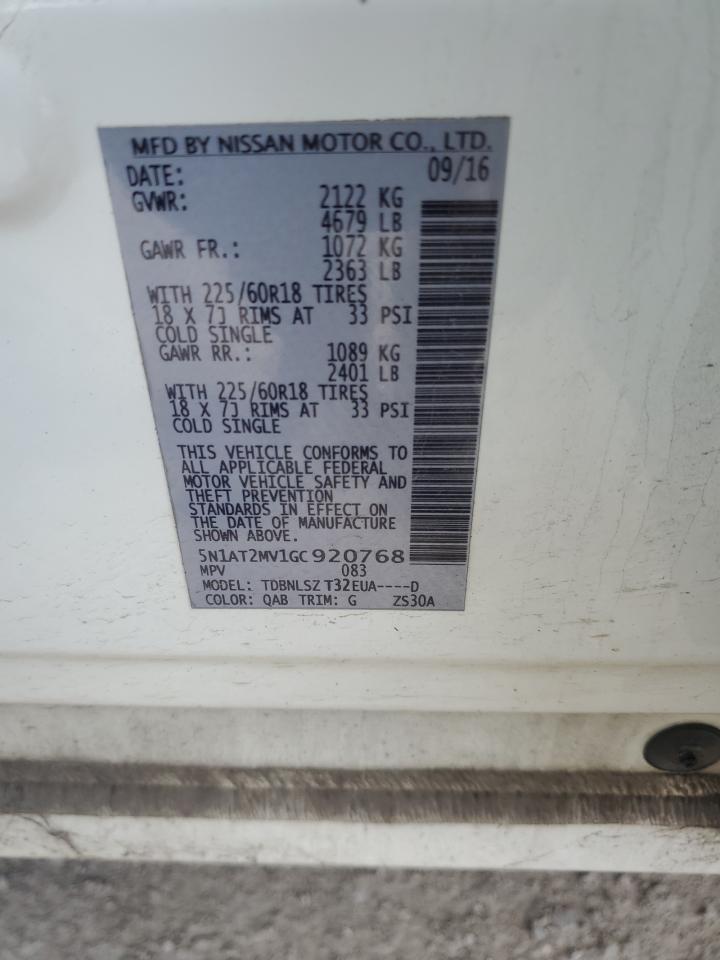 MFD BY NISSAN MOTOR CO., LTD.
DATE: 09/16
GVWR: 2122 KG
4679 LB
GAWR FR.: 1072 KG
2363 LB
WITH 225/60R18 TIRES
18 X 7J RIMS AT 33 PSI
COLD SINGLE
GAWR RR.: 1089 KG
2401 LB
WITH 225/60R18 TIRES
18 X 7J RIMS AT 33 PSI
COLD SINGLE
THIS VEHICLE CONFORMS TO
ALL APPLICABLE FEDERAL
MOTOR VEHICLE SAFETY AND
THEFT PREVENTION
STANDARDS IN EFFECT ON
THE DATE OF MANUFACTURE
SHOWN ABOVE.
5N1AT2MV1GC920768
MPV 083
MODEL: TDBNLSZ T32EUA----D
COLOR: QAB TRIM: G ZS30A